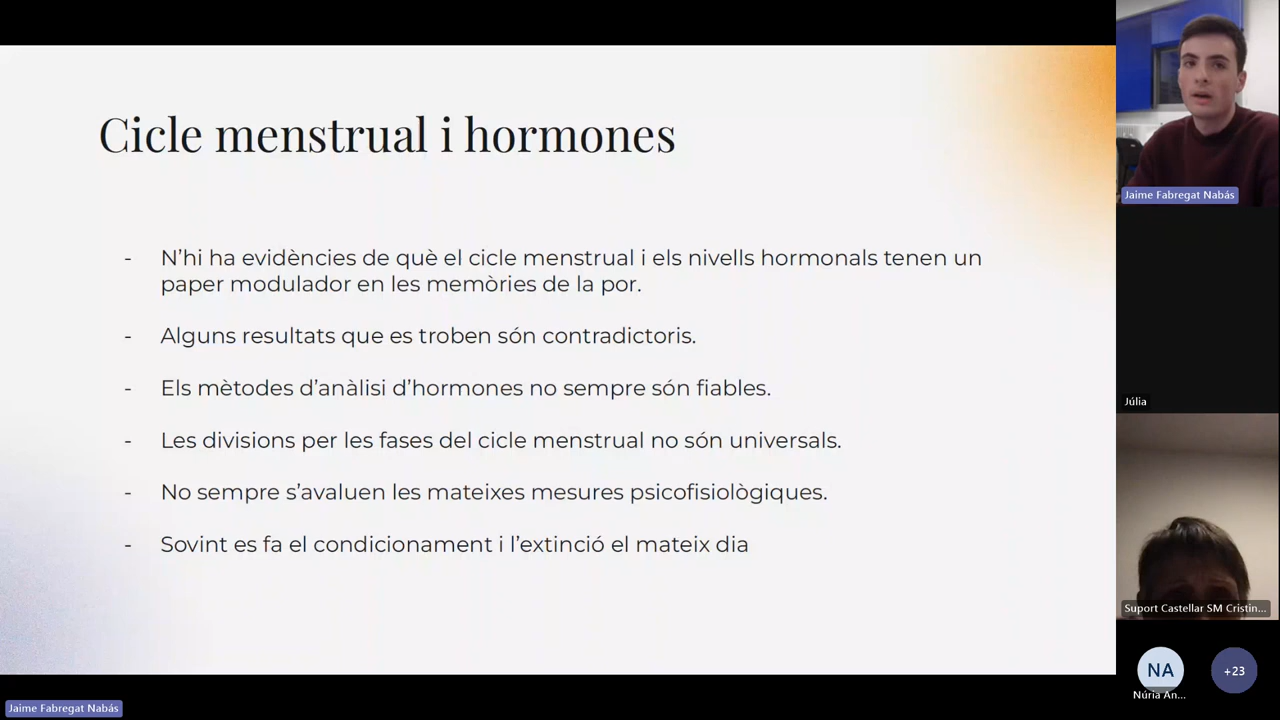 Cicle menstrual i hormones
- N'hi ha evidències de què el cicle menstrual i els nivells hormonals tenen un
paper modulador en les memòries de la por.
- Alguns resultats que es troben són contradictoris.
- Els mètodes d'anàlisi d'hormones no sempre són fiables.
- Les divisions per les fases del cicle menstrual no són universals.
- No sempre s'avaluen les mateixes mesures psicofisiològiques.
- Sovint es fa el condicionament i l'extinció el mateix dia
Jaime Fabregat Nabás
Júlia
Suport Castellar SM Cristin...
NA
+23
Núria An...
Jaime Fabregat Nabás